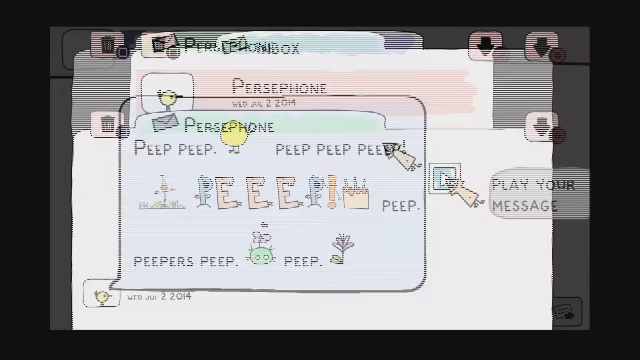 Persephone
INBOX
Persephone
WED JUL 2 2014
Persephone
PEEP PEEP. PEEP PEEP PEEP!
PEEEP! PEEP.
PLAY YOUR
MESSAGE
PEEPERS PEEP. PEEP.
WED JUL 2 2014